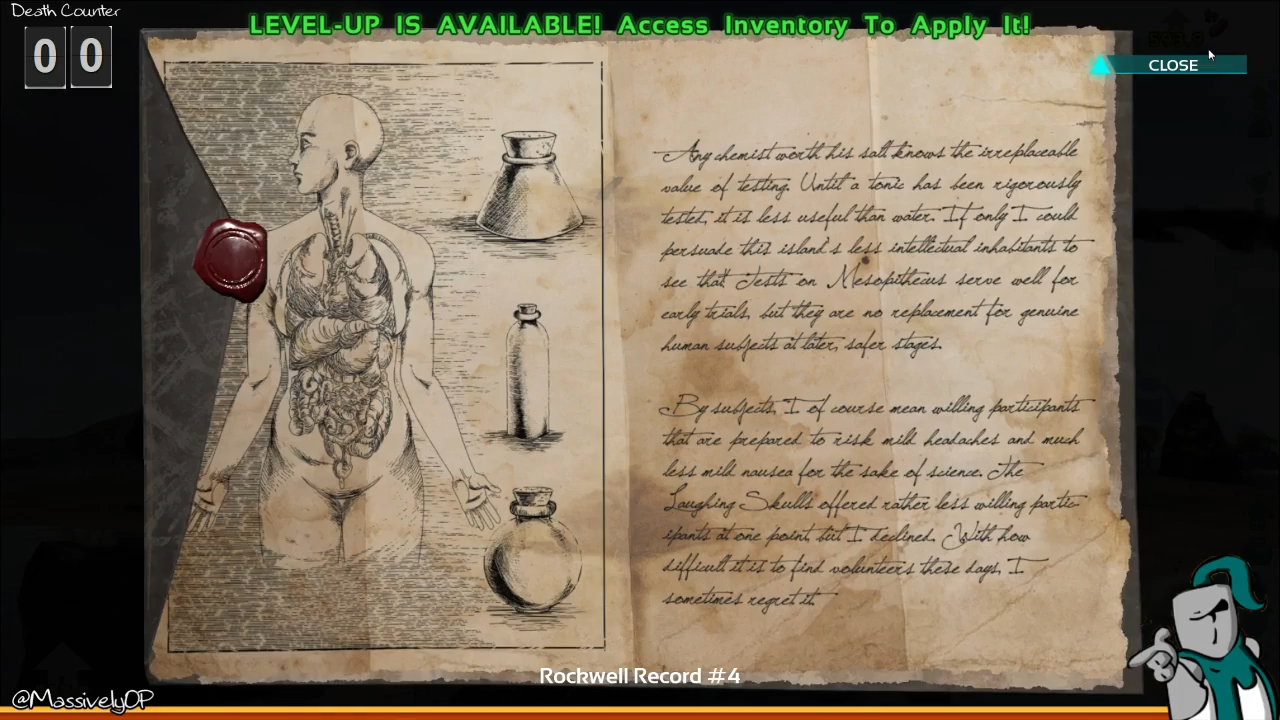 Death Counter
00
LEVEL-UP IS AVAILABLE! Access Inventory To Apply It!
CLOSE
Any chemist worth his salt knows the irreplaceable
value of testing. Until a tonic has been rigorously
tested, it is less useful than water. If only I could
persuade this island's less intellectual inhabitants to
see that. Tests on Mesopithecus serve well for
early trials, but they are no replacement for genuine
human subjects at later, safer stages.
By subjects, I of course mean willing participants
that are prepared to risk mild headaches and much
less mild nausea for the sake of science. The
Laughing Skulls offered rather less willing partic-
ipants at one point, but I declined. With how
difficult it is to find volunteers these days, I
sometimes regret it.
Rockwell Record #4
@MassivelyOP